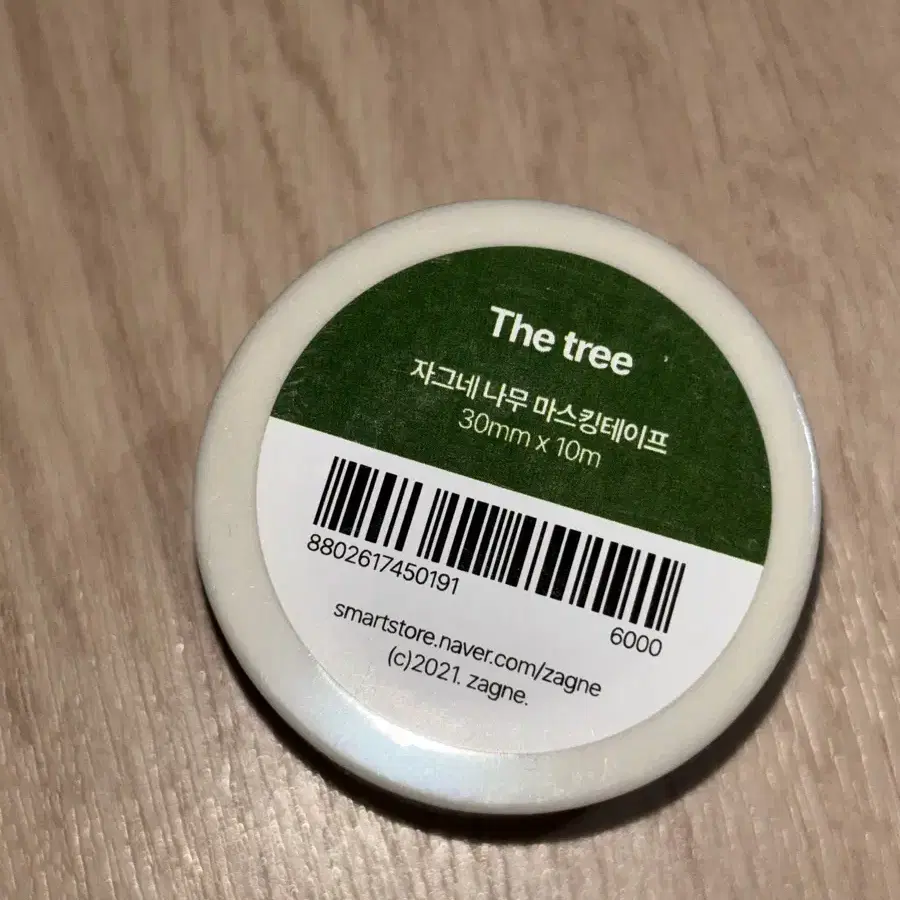 The tree
쟈그네 나무 마스킹테이프
30mm x 10m
8802617450191
6000
smartstore.naver.com/zagne
(c)2021. zagne.